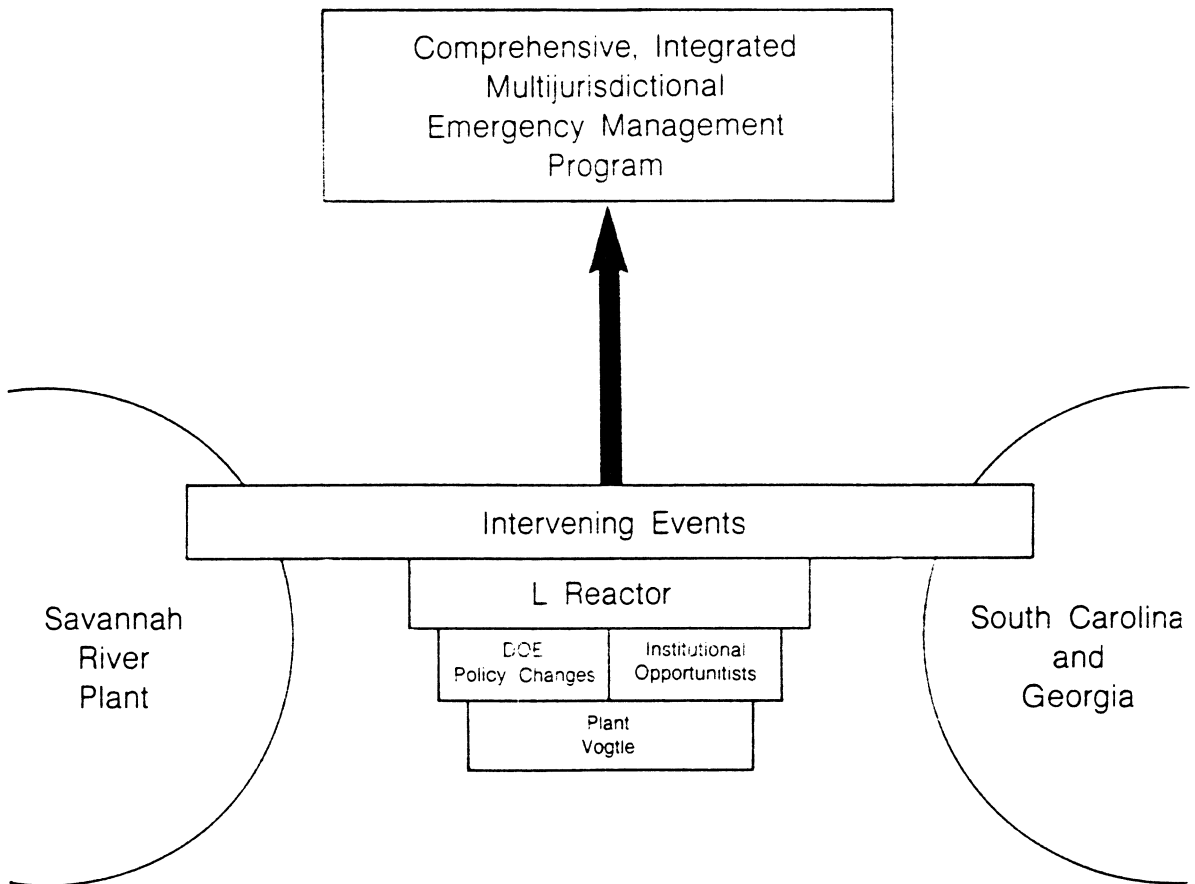 Comprehensive, Integrated
Multijurisdictional
Emergency Management
Program
Intervening Events
L Reactor
DOE
Policy Changes
Institutional
Opportunitists
Plant
Vogtle
Savannah
River
Plant
South Carolina
and
Georgia